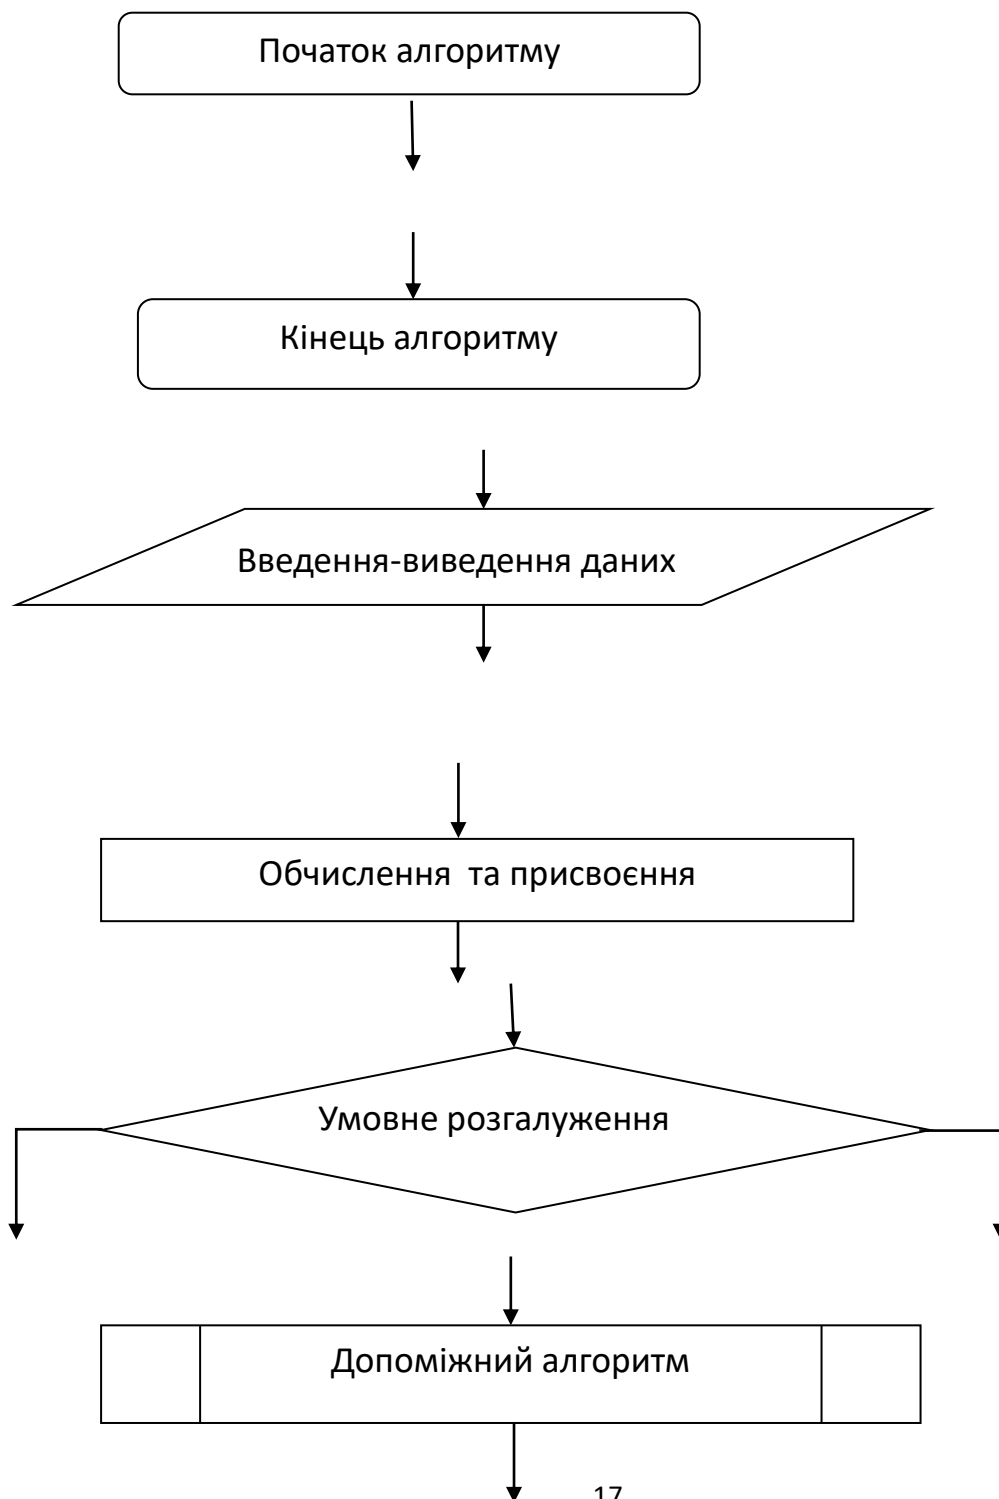 Початок алгоритму
Кінець алгоритму
Введення-виведення даних
Обчислення  та присвоєння
Умовне розгалуження
Допоміжний алгоритм
17